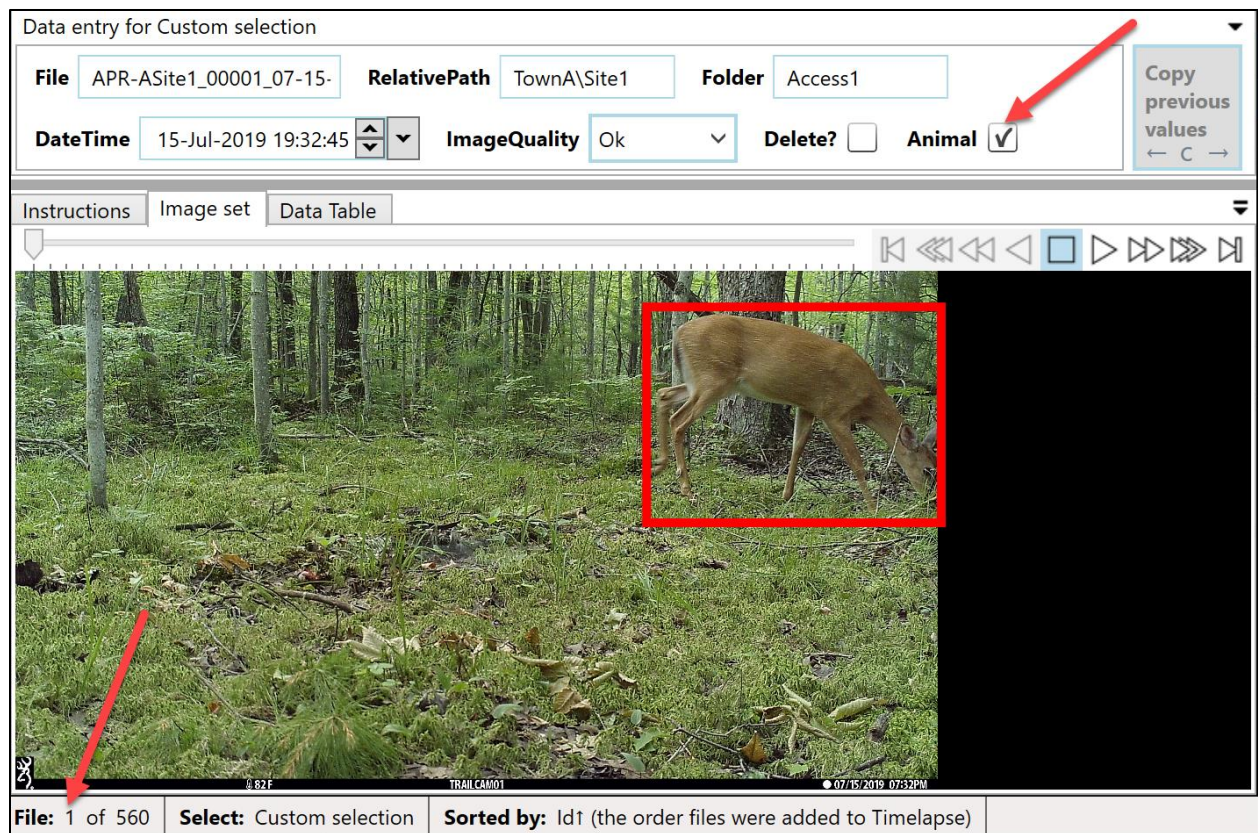 Data entry for Custom selection
File APR-ASite1_00001_07-15- RelativePath TownA\Site1 Folder Access1
DateTime 15-Jul-2019 19:32:45 ImageQuality Ok Delete? Animal
Copy
previous
values
← C →
Instructions Image set Data Table
82F TRAILCAM01 07/15/2019 07:32PM
File: 1 of 560 Select: Custom selection Sorted by: Id↑ (the order files were added to Timelapse)